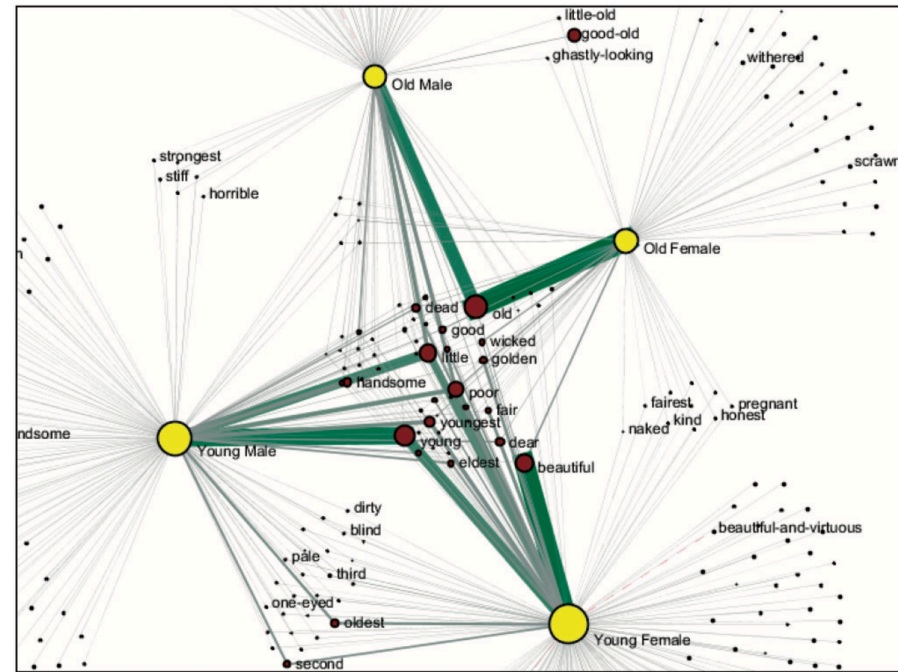 little-old
good-old
ghastly-looking
withered
Old Male
strongest
stiff
horrible
scrawn
Old Female
dead
old
good
wicked
little
golden
handsome
poor
fairest
pregnant
kind
honest
naked
fair
youngest
ndsome
Young Male
young
dear
eldest
beautiful
dirty
blind
beautiful-and-virtuous
pale
third
one-eyed
oldest
Young Female
second